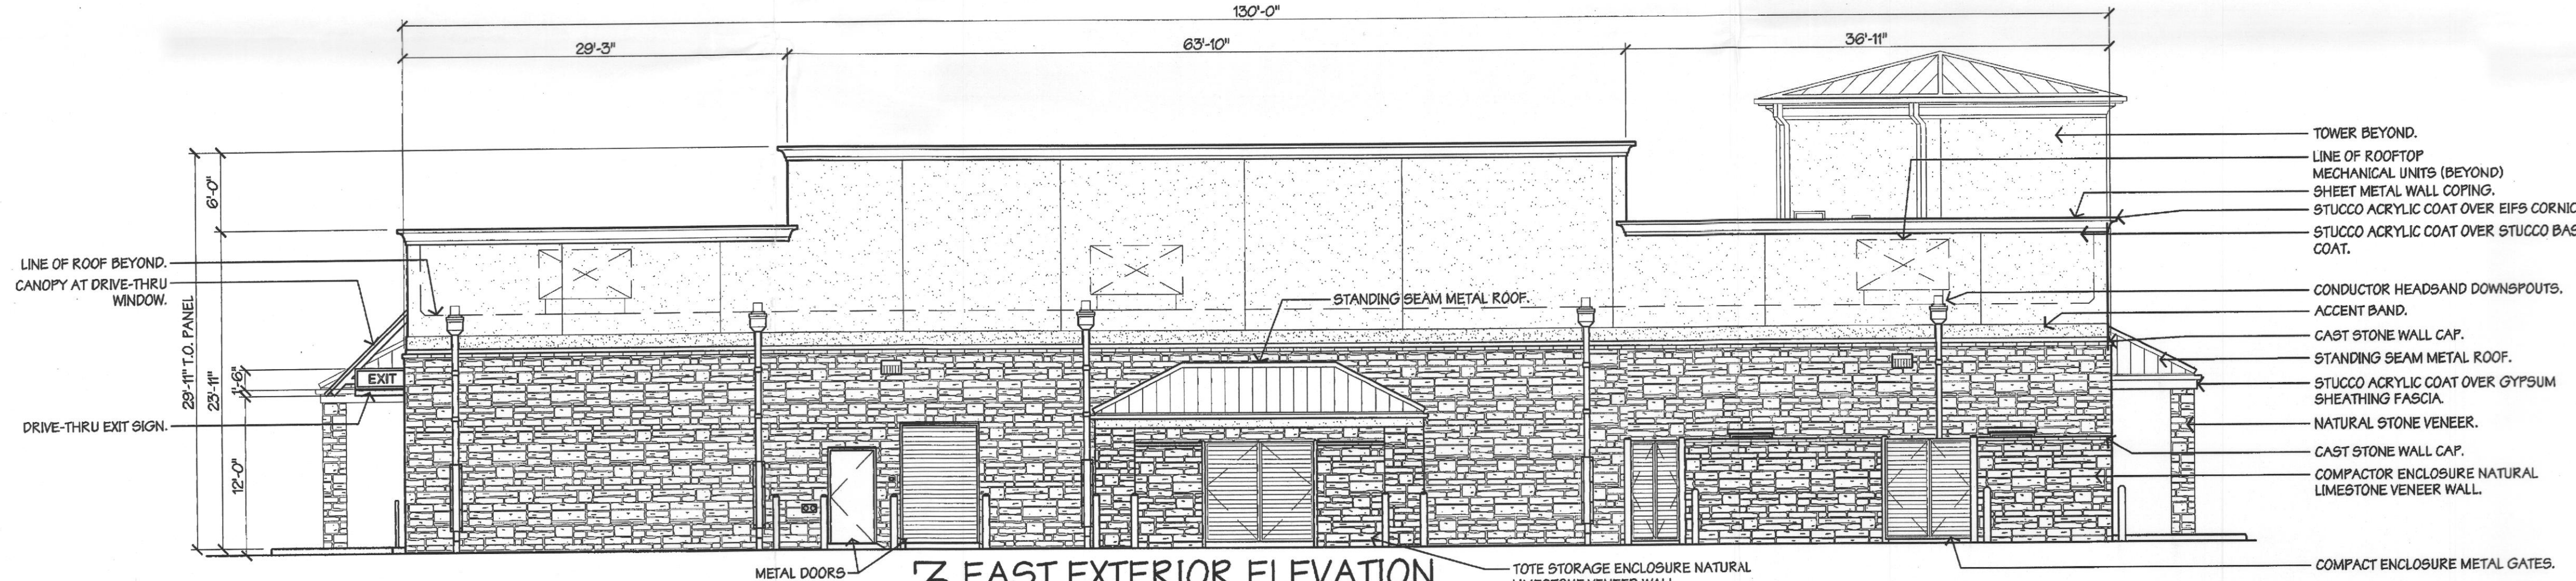 130'-0"
29'-3"
63'-10"
36'-11"
6'-0"
29'-11" T.O. PANEL
23'-11"
1'-6"
12'-0"
LINE OF ROOF BEYOND.
CANOPY AT DRIVE-THRU
WINDOW.
EXIT
DRIVE-THRU EXIT SIGN.
STANDING SEAM METAL ROOF.
TOWER BEYOND.
LINE OF ROOFTOP
MECHANICAL UNITS (BEYOND)
SHEET METAL WALL COPING.
STUCCO ACRYLIC COAT OVER EIFS CORNIC
STUCCO ACRYLIC COAT OVER STUCCO BAS
COAT.
CONDUCTOR HEADSAND DOWNSPOUTS.
ACCENT BAND.
CAST STONE WALL CAP.
STANDING SEAM METAL ROOF.
STUCCO ACRYLIC COAT OVER GYPSUM
SHEATHING FASCIA.
NATURAL STONE VENEER.
CAST STONE WALL CAP.
COMPACTOR ENCLOSURE NATURAL
LIMESTONE VENEER WALL.
COMPACT ENCLOSURE METAL GATES.
METAL DOORS
3 EAST EXTERIOR ELEVATION
TOTE STORAGE ENCLOSURE NATURAL
LIMESTONE VENEER WALL